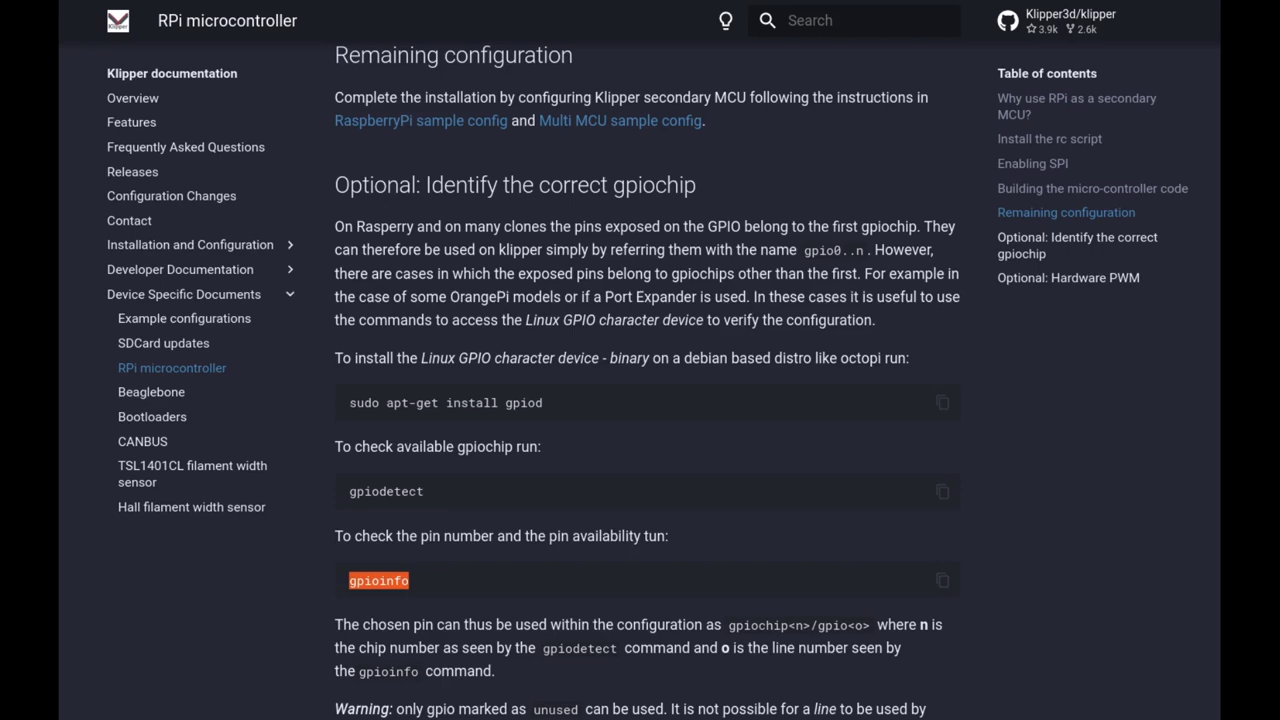 Klipper
RPi microcontroller
Search
Klipper3d/klipper
3.9k 2.6k
Klipper documentation
Overview
Features
Frequently Asked Questions
Releases
Configuration Changes
Contact
Installation and Configuration
Developer Documentation
Device Specific Documents
Example configurations
SDCard updates
RPi microcontroller
Beaglebone
Bootloaders
CANBUS
TSL1401CL filament width
sensor
Hall filament width sensor
Remaining configuration
Complete the installation by configuring Klipper secondary MCU following the instructions in
RaspberryPi sample config and Multi MCU sample config.
Optional: Identify the correct gpiochip
On Rasperry and on many clones the pins exposed on the GPIO belong to the first gpiochip. They
can therefore be used on klipper simply by referring them with the name gpio0..n. However,
there are cases in which the exposed pins belong to gpiochips other than the first. For example in
the case of some OrangePi models or if a Port Expander is used. In these cases it is useful to use
the commands to access the Linux GPIO character device to verify the configuration.
To install the Linux GPIO character device - binary on a debian based distro like octopi run:
sudo apt-get install gpiod
To check available gpiochip run:
gpiodetect
To check the pin number and the pin availability tun:
gpioinfo
The chosen pin can thus be used within the configuration as gpiochip<n>/gpio<o> where n is
the chip number as seen by the gpiodetect command and o is the line number seen by
the gpioinfo command.
Warning: only gpio marked as unused can be used. It is not possible for a line to be used by
Table of contents
Why use RPi as a secondary
MCU?
Install the rc script
Enabling SPI
Building the micro-controller code
Remaining configuration
Optional: Identify the correct
gpiochip
Optional: Hardware PWM